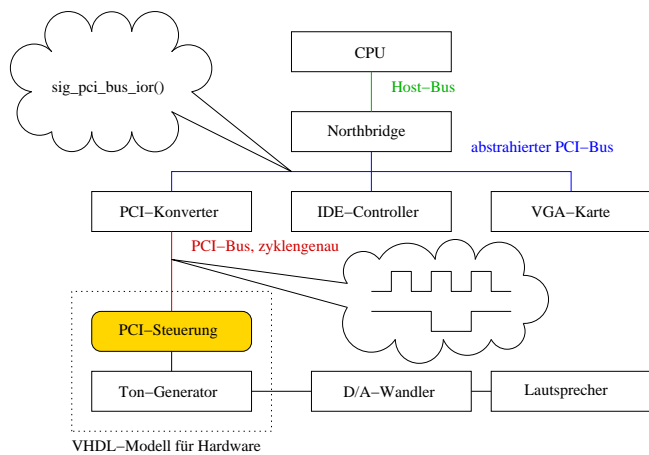 CPU
sig_pci_bus_ior()
Host−Bus
Northbridge
abstrahierter PCI−Bus
PCI−Konverter
IDE−Controller
VGA−Karte
PCI−Bus, zyklengenau
PCI−Steuerung
Ton−Generator
D/A−Wandler
Lautsprecher
VHDL−Modell für Hardware